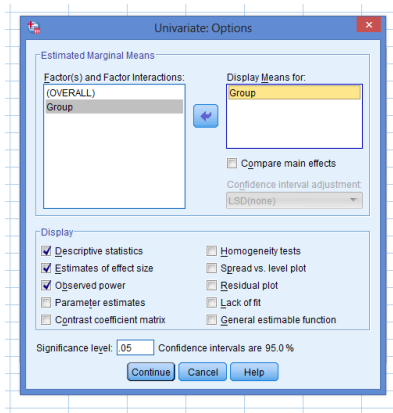 Univariate: Options
Estimated Marginal Means
Factor(s) and Factor Interactions:
(OVERALL)
Group
Display Means for:
Group
Compare main effects
Confidence interval adjustment:
LSD(none)
Display
Descriptive statistics
Homogeneity tests
Estimates of effect size
Spread vs. level plot
Observed power
Residual plot
Parameter estimates
Lack of fit
Contrast coefficient matrix
General estimable function
Significance level: .05 Confidence intervals are 95.0 %
Continue Cancel Help